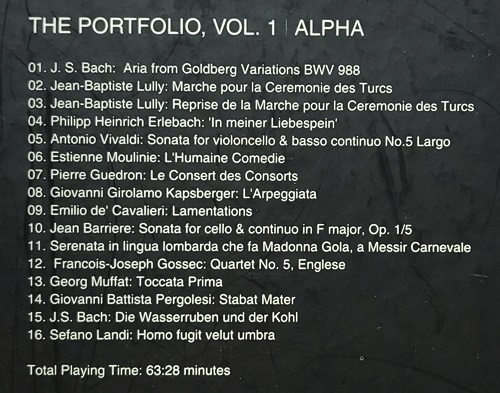 THE PORTFOLIO, VOL. 1 | ALPHA
01. J. S. Bach: Aria from Goldberg Variations BWV 988
02. Jean-Baptiste Lully: Marche pour la Ceremonie des Turcs
03. Jean-Baptiste Lully: Reprise de la Marche pour la Ceremonie des Turcs
04. Philipp Heinrich Erlebach: 'In meiner Liebespein'
05. Antonio Vivaldi: Sonata for violoncello & basso continuo No.5 Largo
06. Estienne Moulinie: L'Humaine Comedie
07. Pierre Guedron: Le Consert des Consorts
08. Giovanni Girolamo Kapsberger: L'Arpeggiata
09. Emilio de' Cavalieri: Lamentations
10. Jean Barriere: Sonata for cello & continuo in F major, Op. 1/5
11. Serenata in lingua lombarda che fa Madonna Gola, a Messir Carnevale
12. Francois-Joseph Gossec: Quartet No. 5, Englese
13. Georg Muffat: Toccata Prima
14. Giovanni Battista Pergolesi: Stabat Mater
15. J.S. Bach: Die Wasserruben und der Kohl
16. Sefano Landi: Homo fugit velut umbra
Total Playing Time: 63:28 minutes